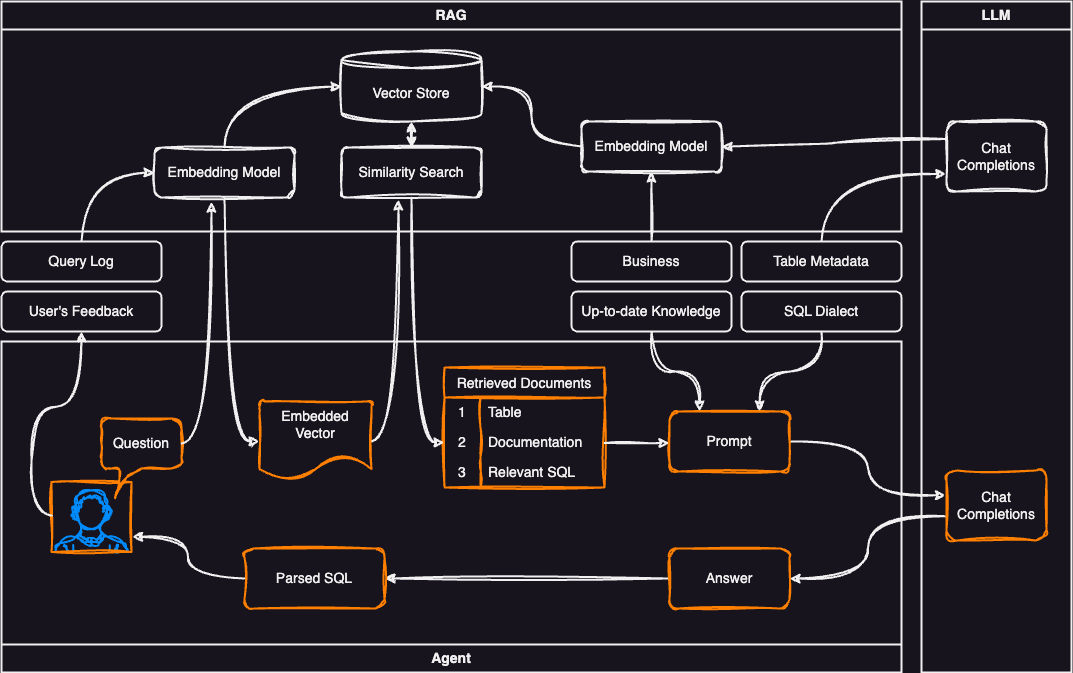 RAG
LLM
Vector Store
Embedding Model
Similarity Search
Embedding Model
Chat
Completions
Query Log
Business
Table Metadata
User's Feedback
Up-to-date Knowledge
SQL Dialect
Question
Embedded
Vector
Retrieved Documents
1 Table
2 Documentation
3 Relevant SQL
Prompt
Chat
Completions
Parsed SQL
Answer
Agent